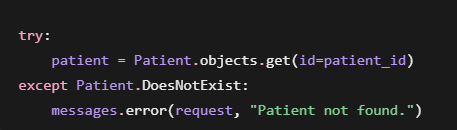 try:
    patient = Patient.objects.get(id=patient_id)
except Patient.DoesNotExist:
    messages.error(request, "Patient not found.")